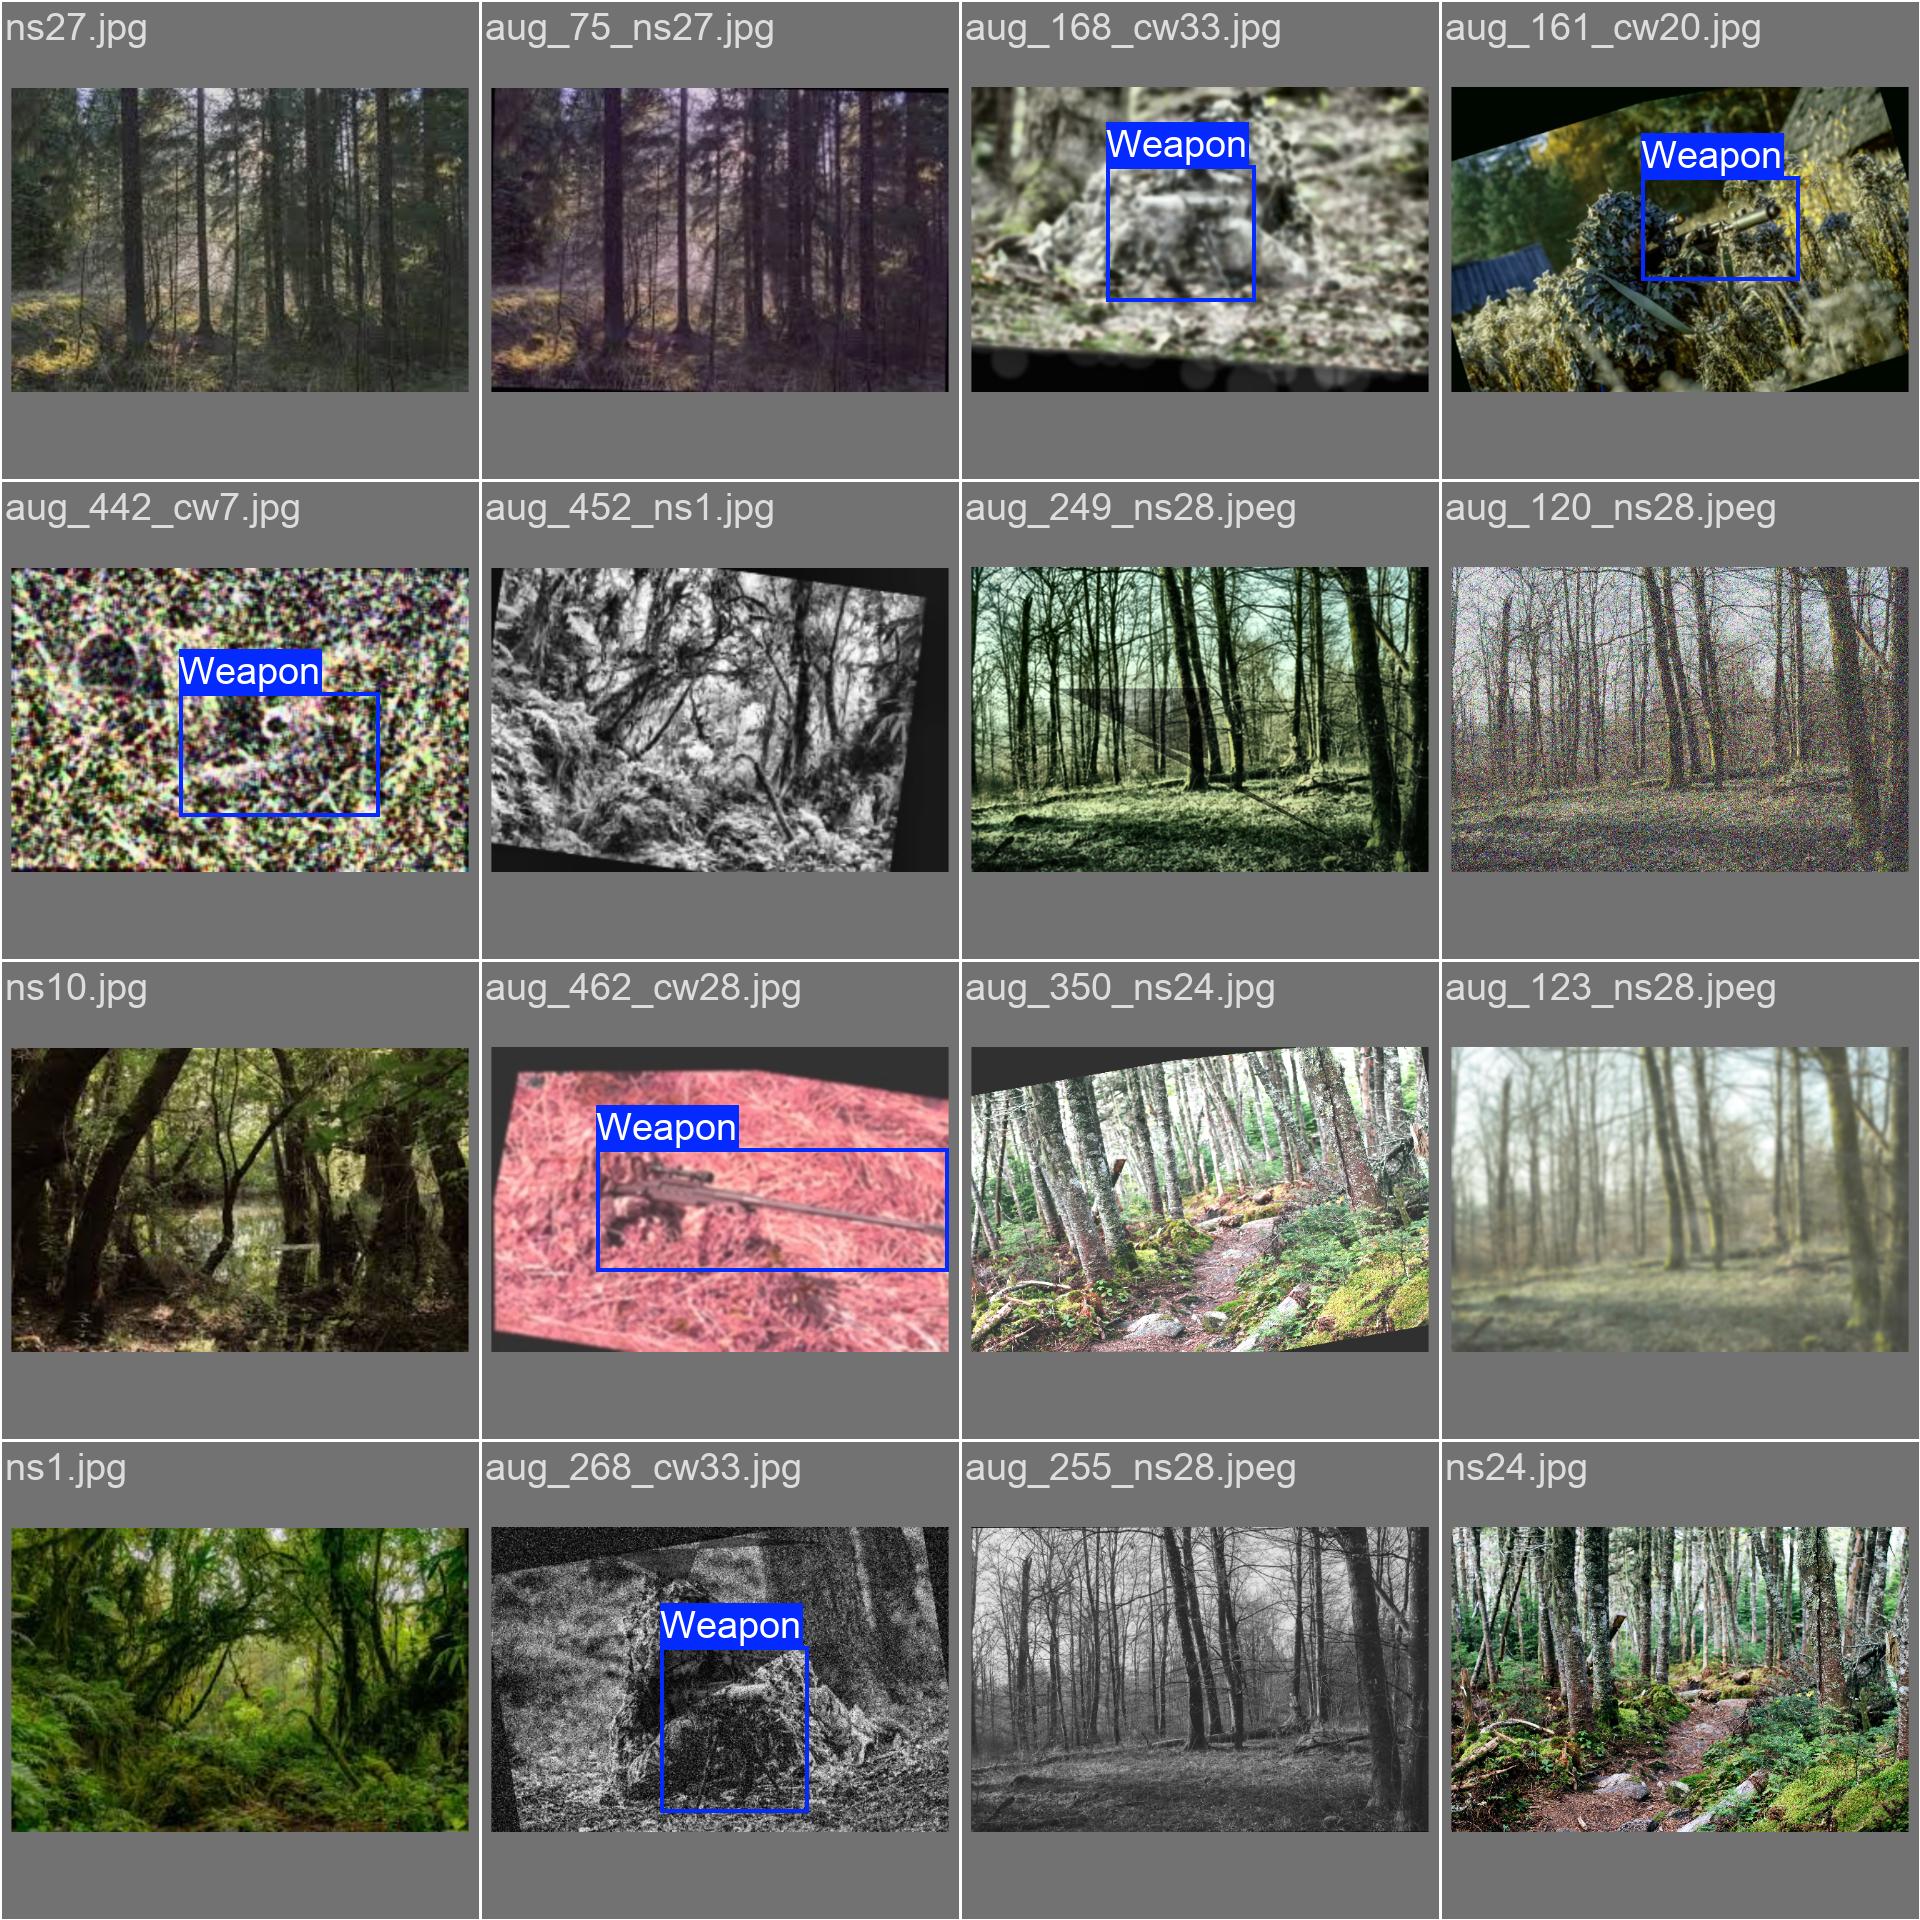 ns27.jpg
aug_75_ns27.jpg
aug_168_cw33.jpg
aug_161_cw20.jpg
Weapon
Weapon
aug_442_cw7.jpg
aug_452_ns1.jpg
aug_249_ns28.jpeg
aug_120_ns28.jpeg
Weapon
ns10.jpg
aug_462_cw28.jpg
aug_350_ns24.jpg
aug_123_ns28.jpeg
Weapon
ns1.jpg
aug_268_cw33.jpg
aug_255_ns28.jpeg
ns24.jpg
Weapon